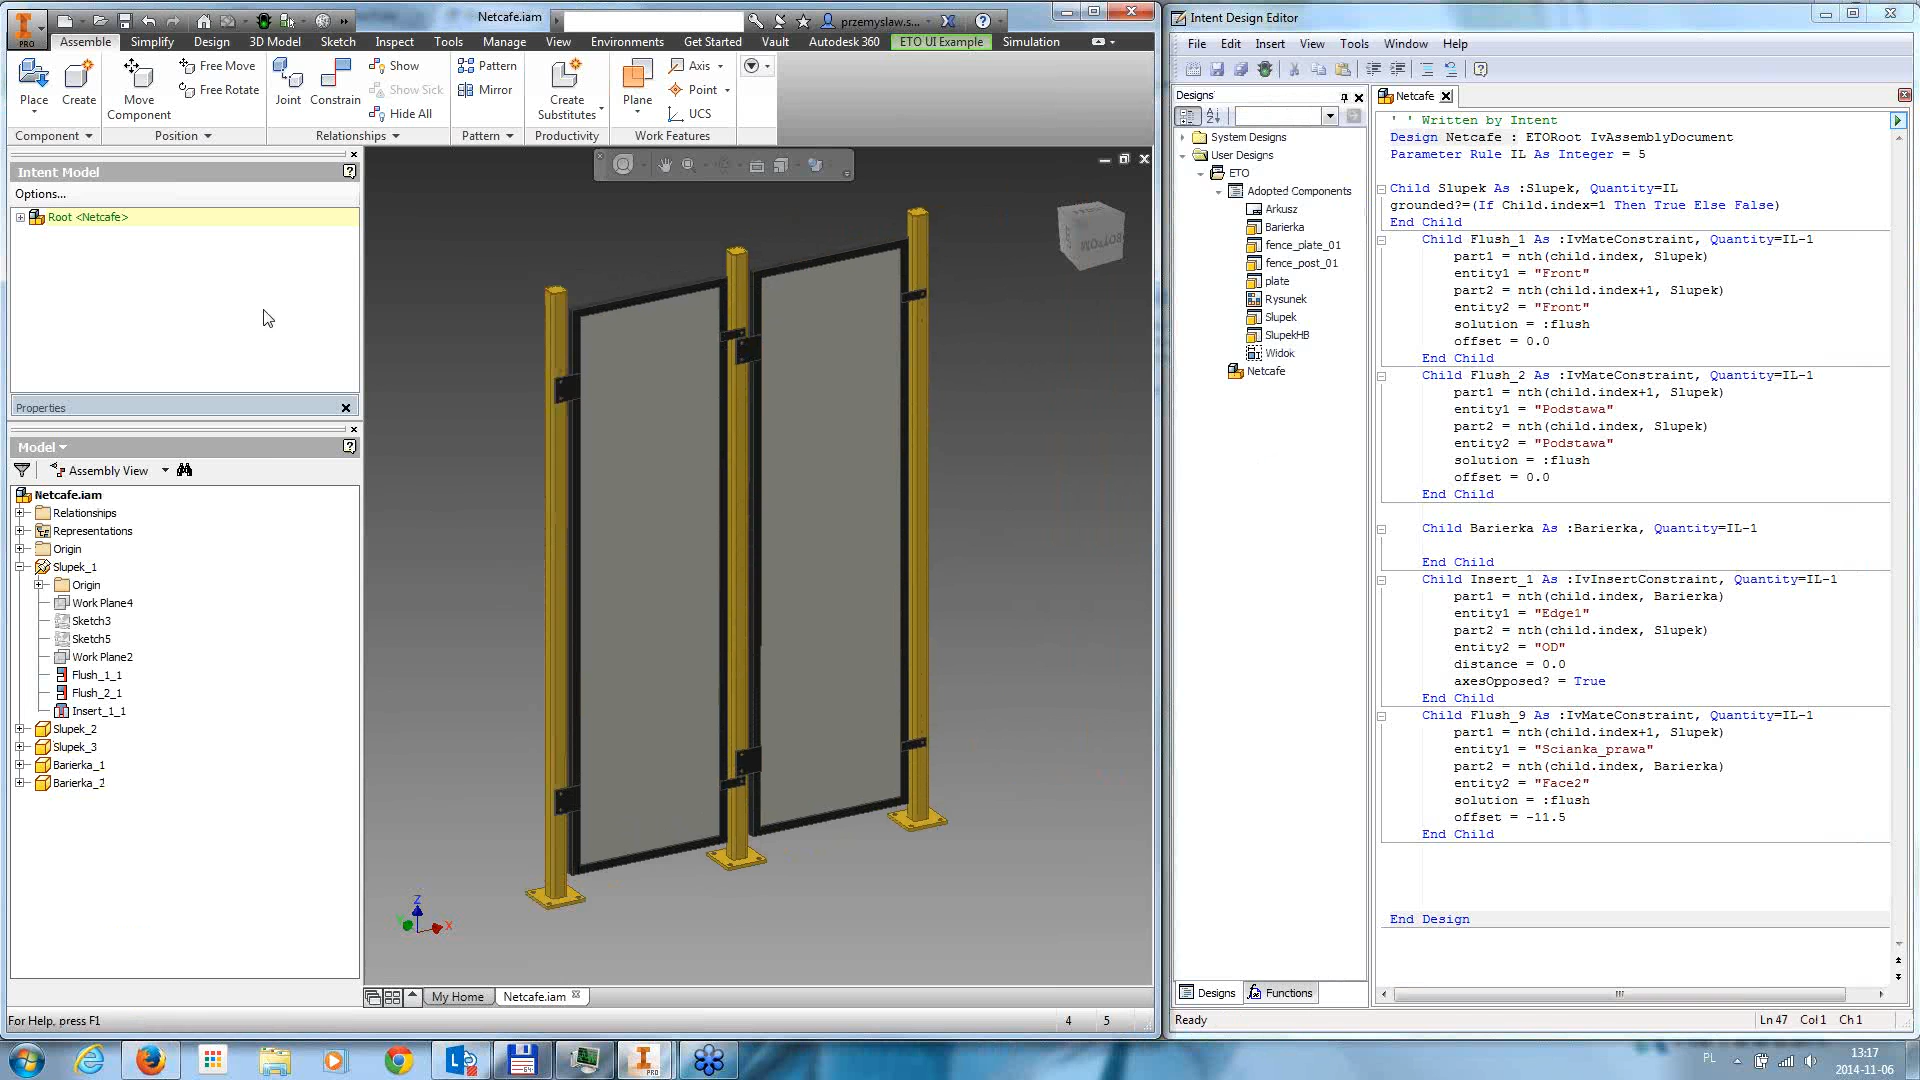 Netcafe.iam
przemyslaw.s...
PRO
Assemble Simplify Design 3D Model Sketch Inspect Tools Manage View Environments Get Started Vault Autodesk 360 ETO UI Example Simulation
Place
Create
Move
Component
Free Move
Free Rotate
Joint
Constrain
Show
Show Sick
Hide All
Pattern
Mirror
Create
Substitutes
Plane
Axis
Point
UCS
Component Position Relationships Pattern Productivity Work Features
Intent Model
Options...
Root <Netcafe>
Properties
Model
Assembly View
Netcafe.iam
Relationships
Representations
Origin
Slupek_1
Origin
Work Plane4
Sketch3
Sketch5
Work Plane2
Flush_1_1
Flush_2_1
Insert_1_1
Slupek_2
Slupek_3
Barierka_1
Barierka_2
BOTTOM
Z
X
My Home
Netcafe.iam
For Help, press F1
4 5
Intent Design Editor
File Edit Insert View Tools Window Help
Designs
System Designs
User Designs
ETO
Adopted Components
Arkusz
Barierka
fence_plate_01
fence_post_01
plate
Rysunek
Slupek
SlupekHB
Widok
Netcafe
Designs Functions
Netcafe
' ' Written by Intent
Design Netcafe : ETORoot IvAssemblyDocument
Parameter Rule IL As Integer = 5
Child Slupek As :Slupek, Quantity=IL
grounded?=(If Child.index=1 Then True Else False)
End Child
Child Flush_1 As :IvMateConstraint, Quantity=IL-1
part1 = nth(child.index, Slupek)
entity1 = "Front"
part2 = nth(child.index+1, Slupek)
entity2 = "Front"
solution = :flush
offset = 0.0
End Child
Child Flush_2 As :IvMateConstraint, Quantity=IL-1
part1 = nth(child.index+1, Slupek)
entity1 = "Podstawa"
part2 = nth(child.index, Slupek)
entity2 = "Podstawa"
solution = :flush
offset = 0.0
End Child
Child Barierka As :Barierka, Quantity=IL-1
End Child
Child Insert_1 As :IvInsertConstraint, Quantity=IL-1
part1 = nth(child.index, Barierka)
entity1 = "Edge1"
part2 = nth(child.index, Slupek)
entity2 = "OD"
distance = 0.0
axesOpposed? = True
End Child
Child Flush_9 As :IvMateConstraint, Quantity=IL-1
part1 = nth(child.index+1, Slupek)
entity1 = "Scianka_prawa"
part2 = nth(child.index, Barierka)
entity2 = "Face2"
solution = :flush
offset = -11.5
End Child
End Design
Ready
Ln 47 Col 1 Ch 1
PL
13:17
2014-11-06